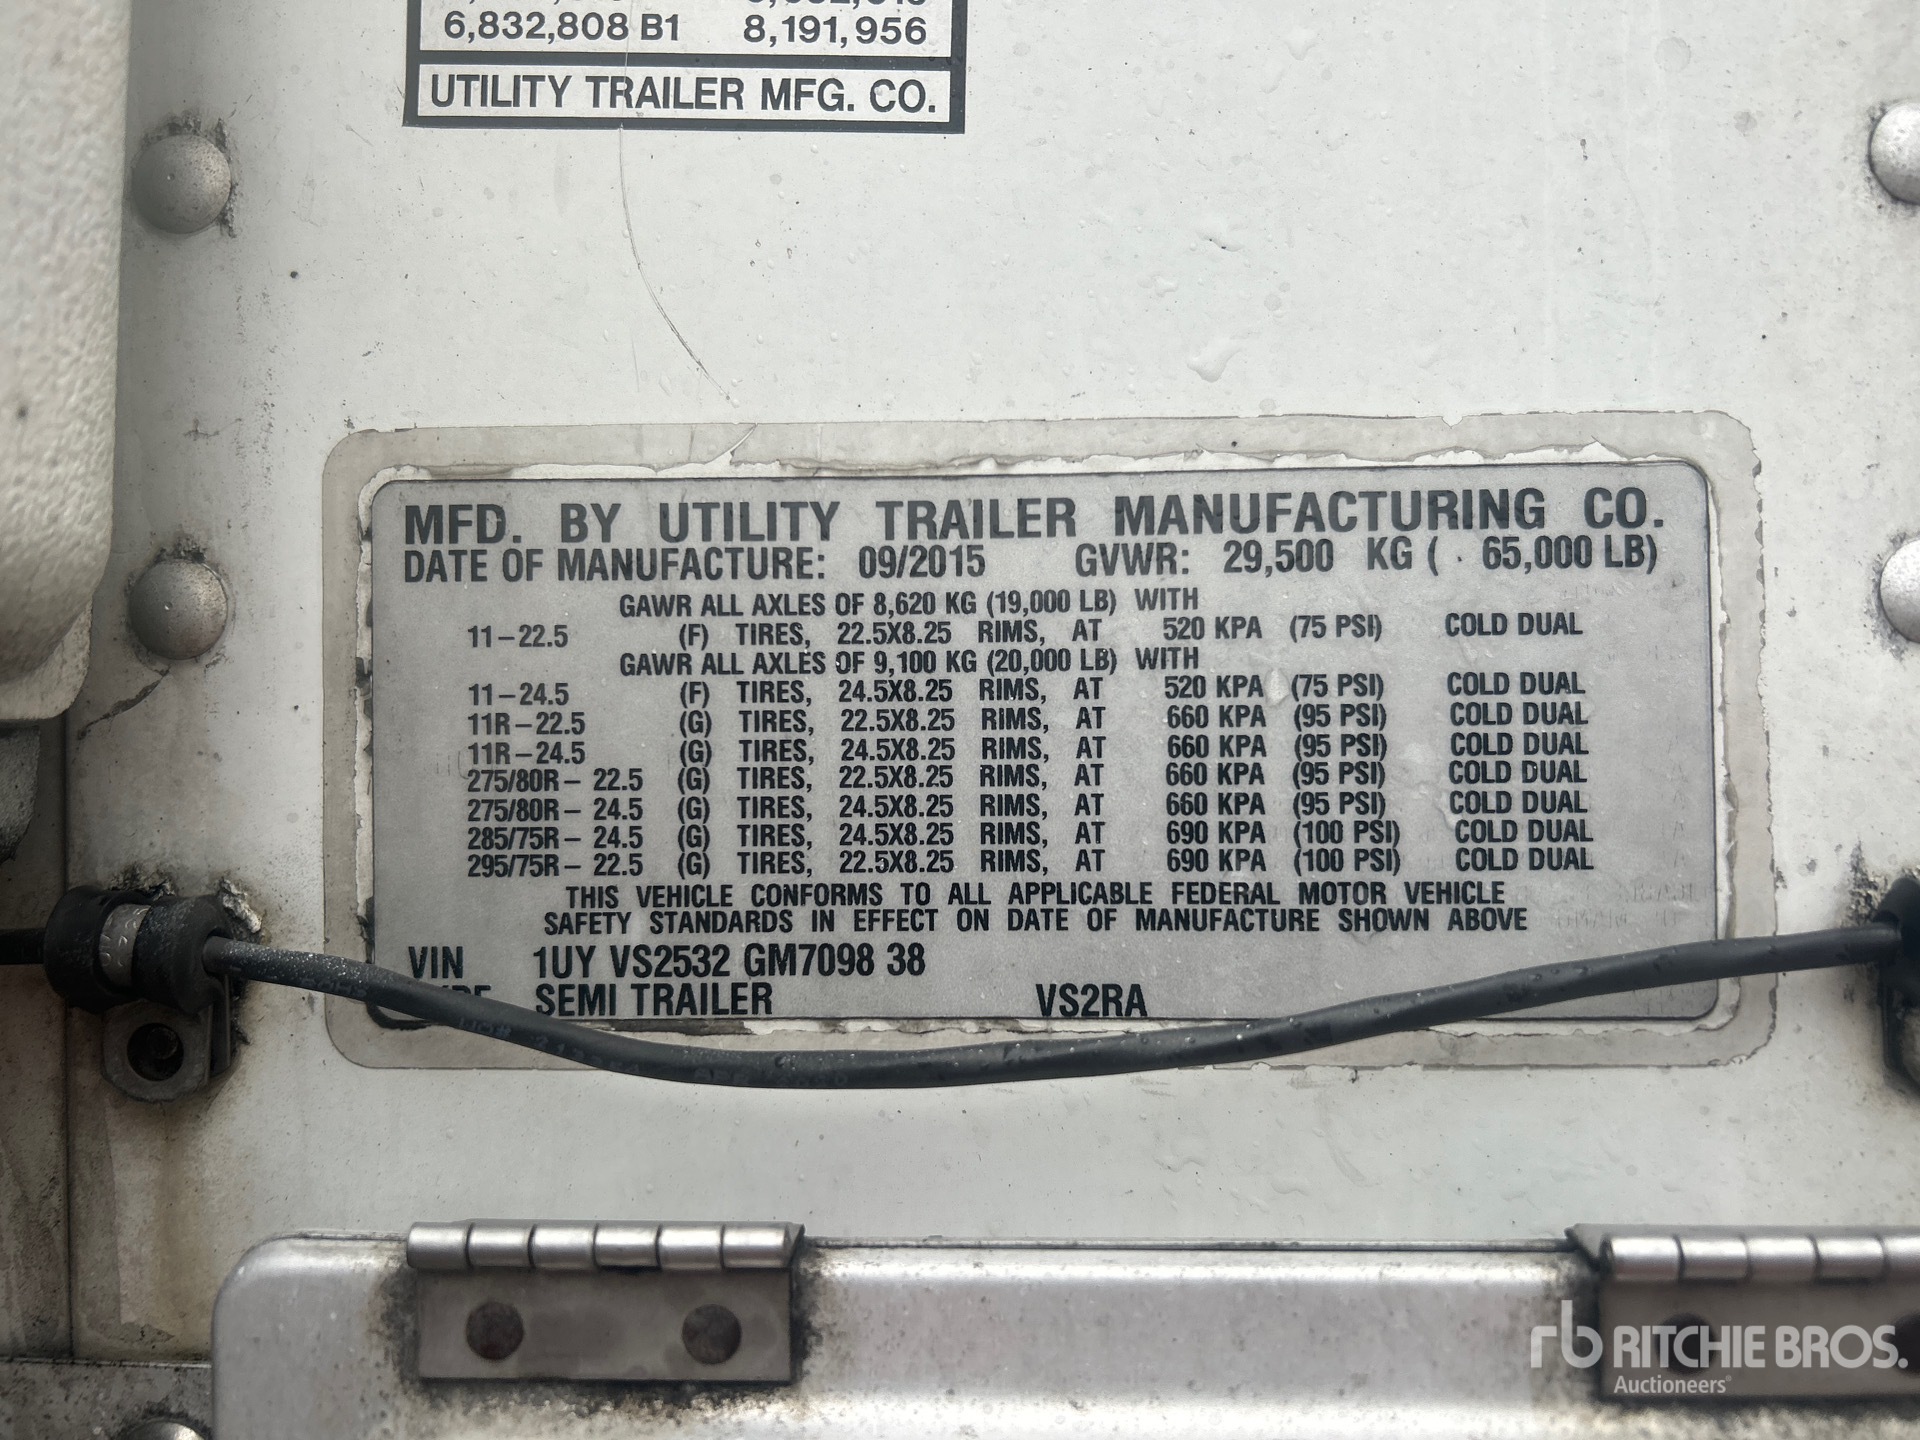 6,832,808 B1 8,191,956
UTILITY TRAILER MFG. CO.
MFD. BY UTILITY TRAILER MANUFACTURING CO.
DATE OF MANUFACTURE: 09/2015 GVWR: 29,500 KG ( 65,000 LB)
GAWR ALL AXLES OF 8,620 KG (19,000 LB) WITH
11-22.5 (F) TIRES, 22.5X8.25 RIMS, AT 520 KPA (75 PSI) COLD DUAL
GAWR ALL AXLES OF 9,100 KG (20,000 LB) WITH
11-24.5 (F) TIRES, 24.5X8.25 RIMS, AT 520 KPA (75 PSI) COLD DUAL
11R-22.5 (G) TIRES, 22.5X8.25 RIMS, AT 660 KPA (95 PSI) COLD DUAL
11R-24.5 (G) TIRES, 24.5X8.25 RIMS, AT 660 KPA (95 PSI) COLD DUAL
275/80R- 22.5 (G) TIRES, 22.5X8.25 RIMS, AT 660 KPA (95 PSI) COLD DUAL
275/80R- 24.5 (G) TIRES, 24.5X8.25 RIMS, AT 660 KPA (95 PSI) COLD DUAL
285/75R- 24.5 (G) TIRES, 24.5X8.25 RIMS, AT 690 KPA (100 PSI) COLD DUAL
295/75R- 22.5 (G) TIRES, 22.5X8.25 RIMS, AT 690 KPA (100 PSI) COLD DUAL
THIS VEHICLE CONFORMS TO ALL APPLICABLE FEDERAL MOTOR VEHICLE
SAFETY STANDARDS IN EFFECT ON DATE OF MANUFACTURE SHOWN ABOVE
VIN 1UY VS2532 GM7098 38
SEMI TRAILER VS2RA
rb RITCHIE BROS.
Auctioneers